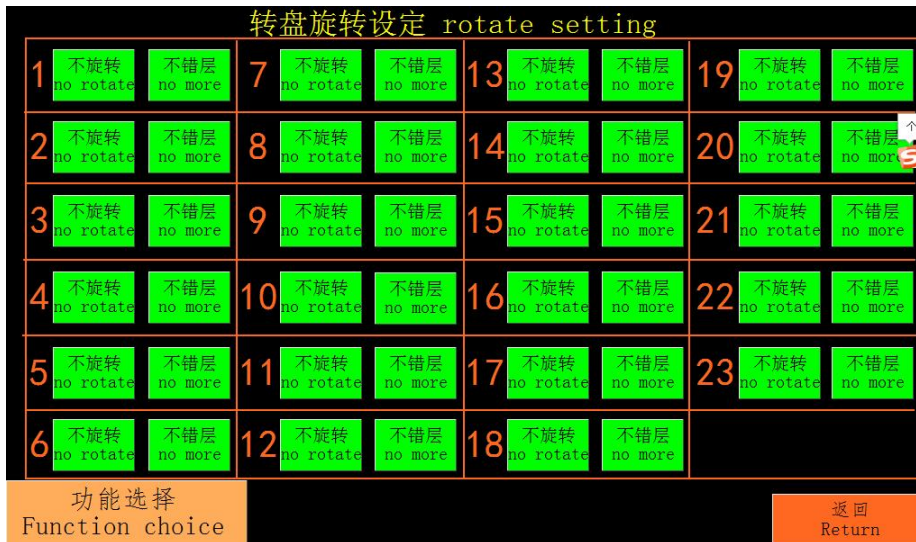 转盘旋转设定 rotate setting
1 不旋转 不错层 7 不旋转 不错层 13 不旋转 不错层 19 不旋转 不错层
no rotate no more no rotate no more no rotate no more no rotate no more
2 不旋转 不错层 8 不旋转 不错层 14 不旋转 不错层 20 不旋转 不错层 个
no rotate no more no rotate no more no rotate no more no rotate no more
3 不旋转 不错层 9 不旋转 不错层 15 不旋转 不错层 21 不旋转 不错层
no rotate no more no rotate no more no rotate no more no rotate no more
4 不旋转 不错层 10 不旋转 不错层 16 不旋转 不错层 22 不旋转 不错层
no rotate no more no rotate no more no rotate no more no rotate no more
5 不旋转 不错层 11 不旋转 不错层 17 不旋转 不错层 23 不旋转 不错层
no rotate no more no rotate no more no rotate no more no rotate no more
6 不旋转 不错层 12 不旋转 不错层 18 不旋转 不错层
no rotate no more no rotate no more no rotate no more
功能选择
Function choice
返回
Return